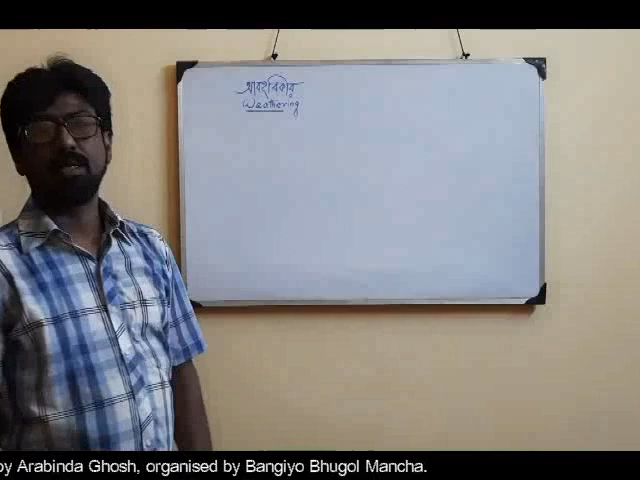 আবহবিকার
Weathering
by Arabinda Ghosh, organised by Bangiyo Bhugol Mancha.